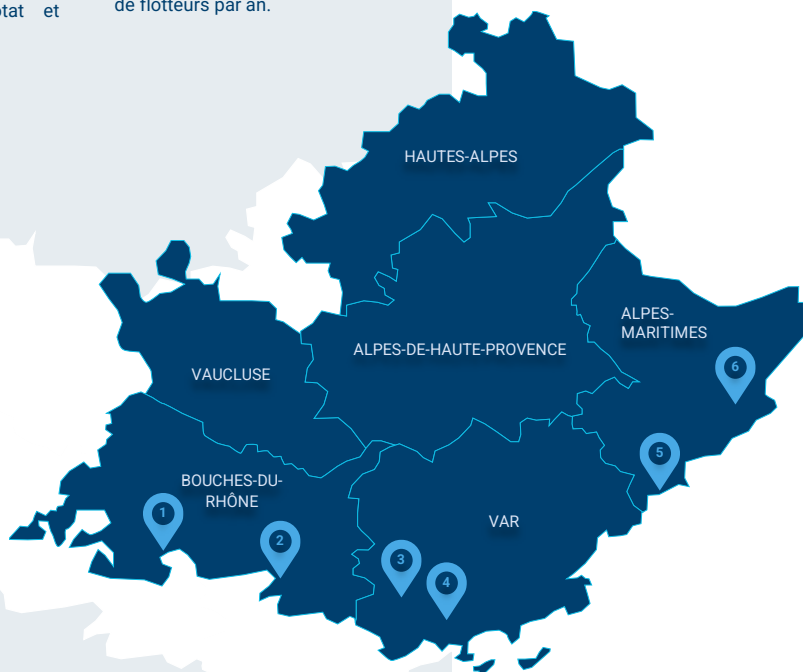 et
de flotteurs par an.
HAUTES-ALPES
ALPES-
MARITIMES
ALPES-DE-HAUTE-PROVENCE
6
VAUCLUSE
5
BOUCHES-DU-
RHÔNE
1
VAR
2
3
4